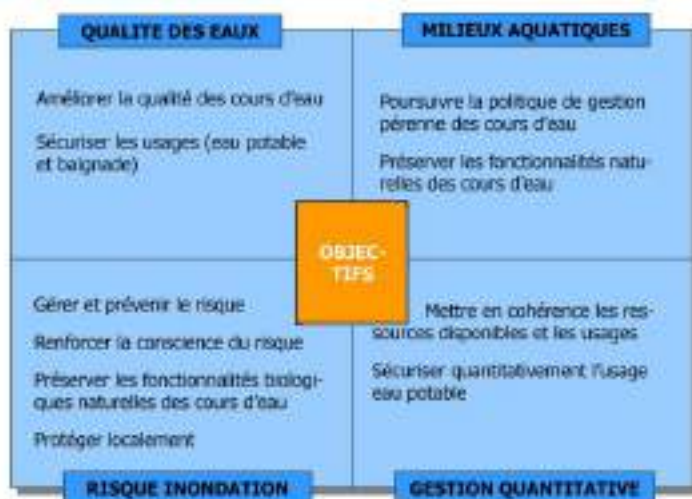 QUALITE DES EAUX
Améliorer la qualité des cours d'eau
Sécuriser les usages (eau potable
et baignade)
MILIEUX AQUATIQUES
Poursuivre la politique de gestion
pérenne des cours d'eau
Préserver les fonctionnalités natu-
relles des cours d'eau
OBJEC-
TIFS
Gérer et prévenir le risque
Renforcer la conscience du risque
Préserver les fonctionnalités biologi-
ques naturelles des cours d'eau
Protéger localement
RISQUE INONDATION
Mettre en cohérence les res-
sources disponibles et les usages
Sécuriser quantitativement l'usage
eau potable
GESTION QUANTITATIVE